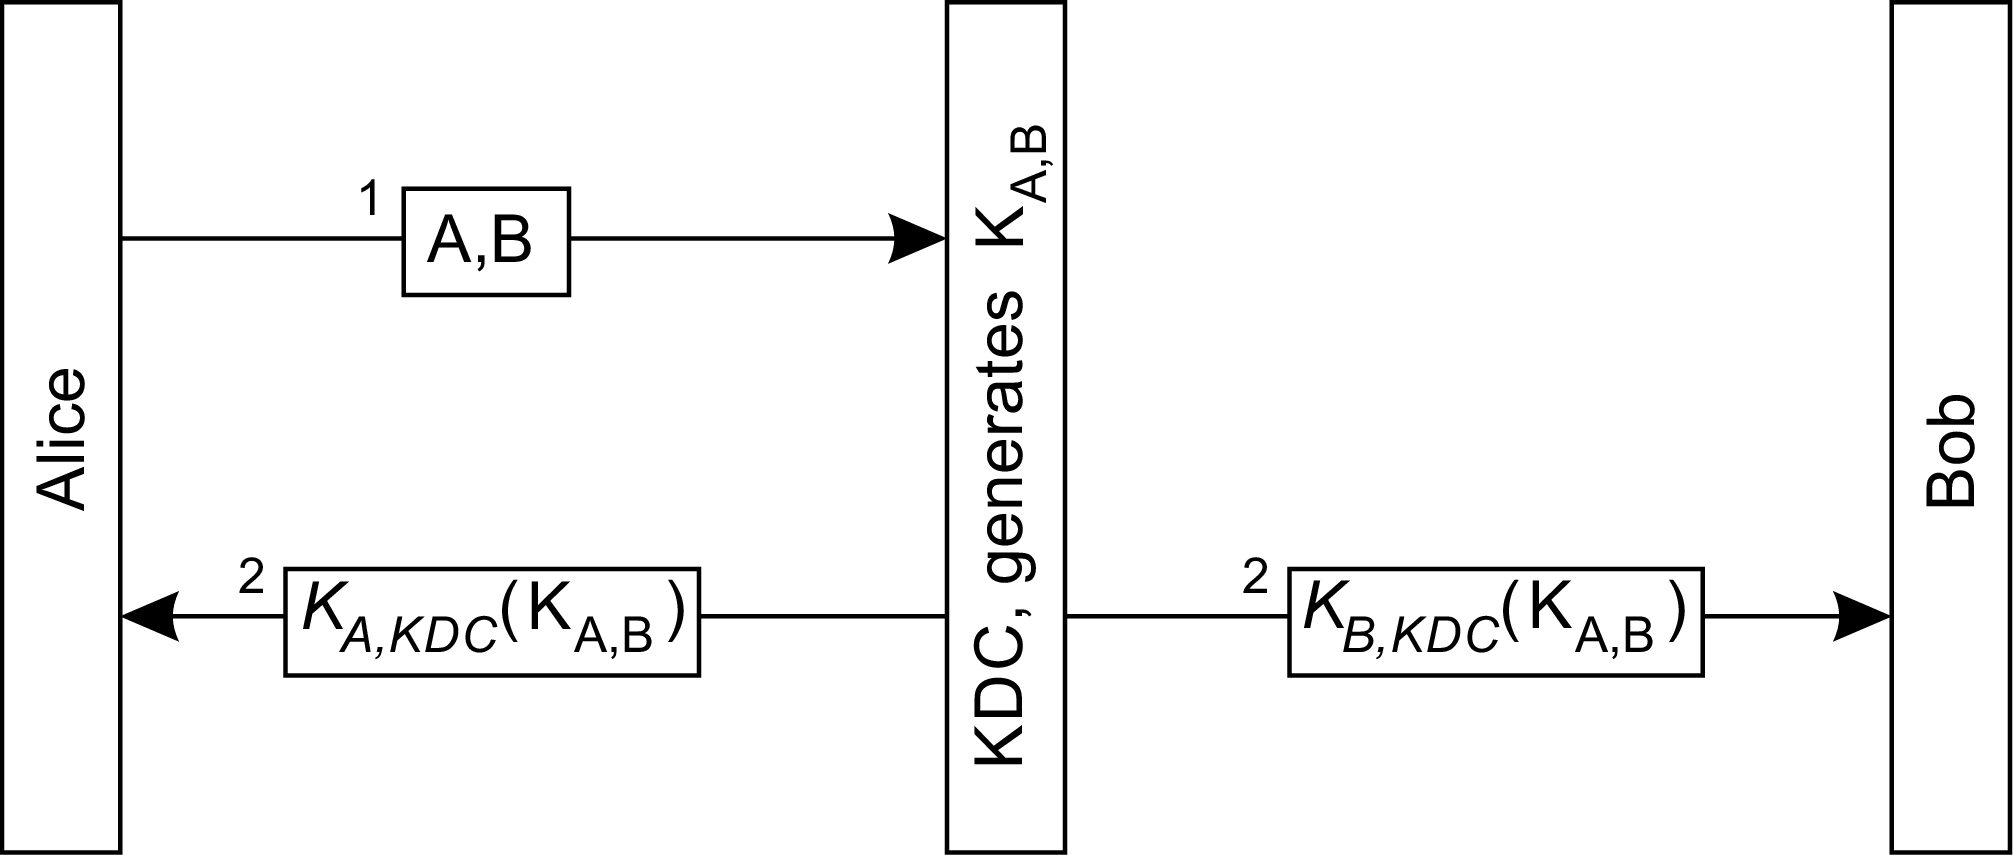 Alice
1
A,B
KDC, generates K_A,B
Bob
2
K_A,KDC(K_A,B)
2
K_B,KDC(K_A,B)